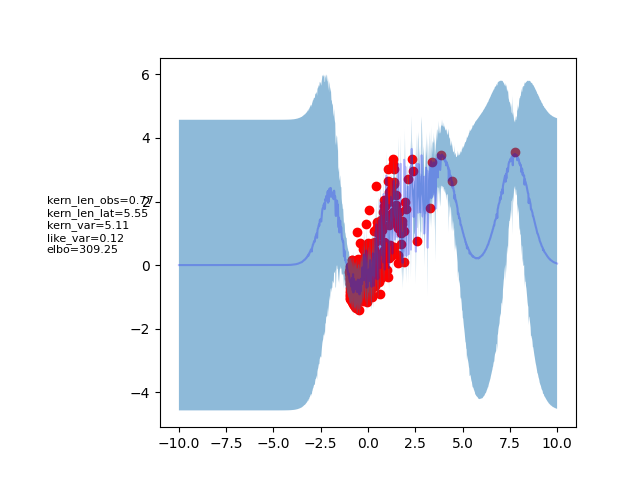 6
4
2
0
−2
−4
kern_len_obs=0.77
kern_len_lat=5.55
kern_var=5.11
like_var=0.12
elbo=309.25
−10.0 −7.5 −5.0 −2.5 0.0 2.5 5.0 7.5 10.0